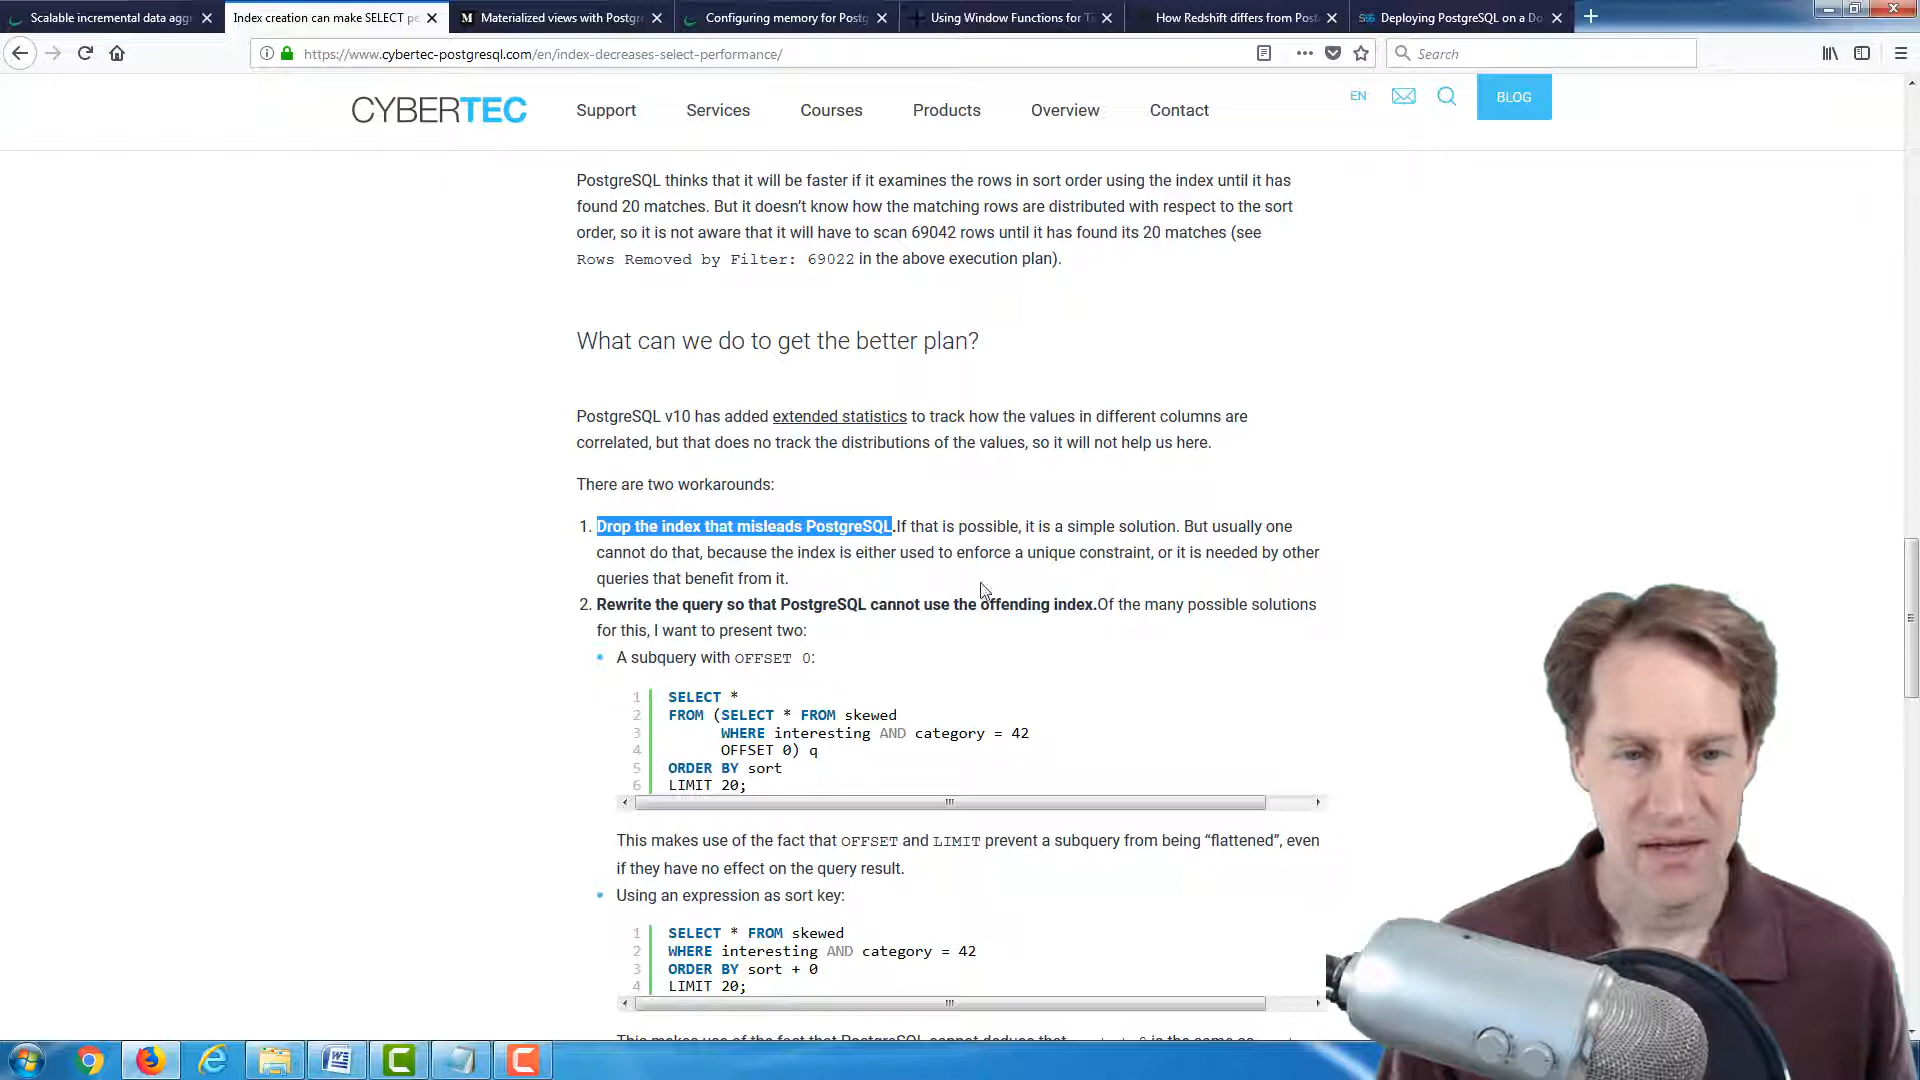 Scalable incremental data agg
Index creation can make SELECT pe
Materialized views with Postgr
Configuring memory for Postg
Using Window Functions for Ti
How Redshift differs from Post
Deploying PostgreSQL on a Do
https://www.cybertec-postgresql.com/en/index-decreases-select-performance/
Search
CYBERTEC
Support
Services
Courses
Products
Overview
Contact
EN
BLOG
PostgreSQL thinks that it will be faster if it examines the rows in sort order using the index until it has
found 20 matches. But it doesn't know how the matching rows are distributed with respect to the sort
order, so it is not aware that it will have to scan 69042 rows until it has found its 20 matches (see
Rows Removed by Filter: 69022 in the above execution plan).
What can we do to get the better plan?
PostgreSQL v10 has added extended statistics to track how the values in different columns are
correlated, but that does no track the distributions of the values, so it will not help us here.
There are two workarounds:
1. Drop the index that misleads PostgreSQL.If that is possible, it is a simple solution. But usually one
cannot do that, because the index is either used to enforce a unique constraint, or it is needed by other
queries that benefit from it.
2. Rewrite the query so that PostgreSQL cannot use the offending index.Of the many possible solutions
for this, I want to present two:
A subquery with OFFSET 0:
1 SELECT *
2 FROM (SELECT * FROM skewed
3 WHERE interesting AND category = 42
4 OFFSET 0) q
5 ORDER BY sort
6 LIMIT 20;
This makes use of the fact that OFFSET and LIMIT prevent a subquery from being “flattened”, even
if they have no effect on the query result.
Using an expression as sort key:
1 SELECT * FROM skewed
2 WHERE interesting AND category = 42
3 ORDER BY sort + 0
4 LIMIT 20;
This makes use of the fact that PostgreSQL cannot deduce that